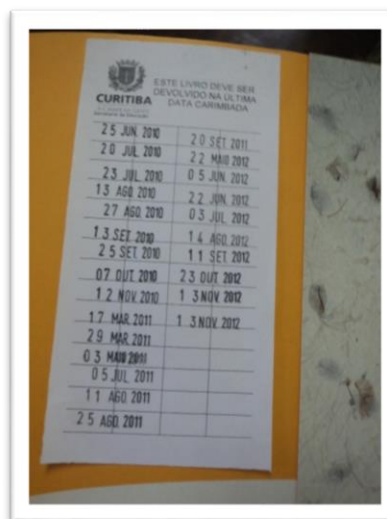 CURITIBA
ESTE LIVRO DEVE SER
DEVOLVIDO NA ÚLTIMA
DATA CARIMBADA
25 JUN. 2010
20 JUL. 2010
23 JUL. 2010
13 AGO 2010
27 AGO. 2010
13 SET. 2010
25 SET. 2010
07 OUT. 2010
12 NOV. 2010
17 MAR. 2011
29 MAR. 2011
03 MAIO 2011
05 JUL. 2011
11 AGO. 2011
25 AGO. 2011
20 SET. 2011
22 MAIO 2012
05 JUN. 2012
22 JUN. 2012
03 JUL. 2012
14 AGO. 2012
11 SET. 2012
23 OUT. 2012
13 NOV. 2012
13 NOV. 2012